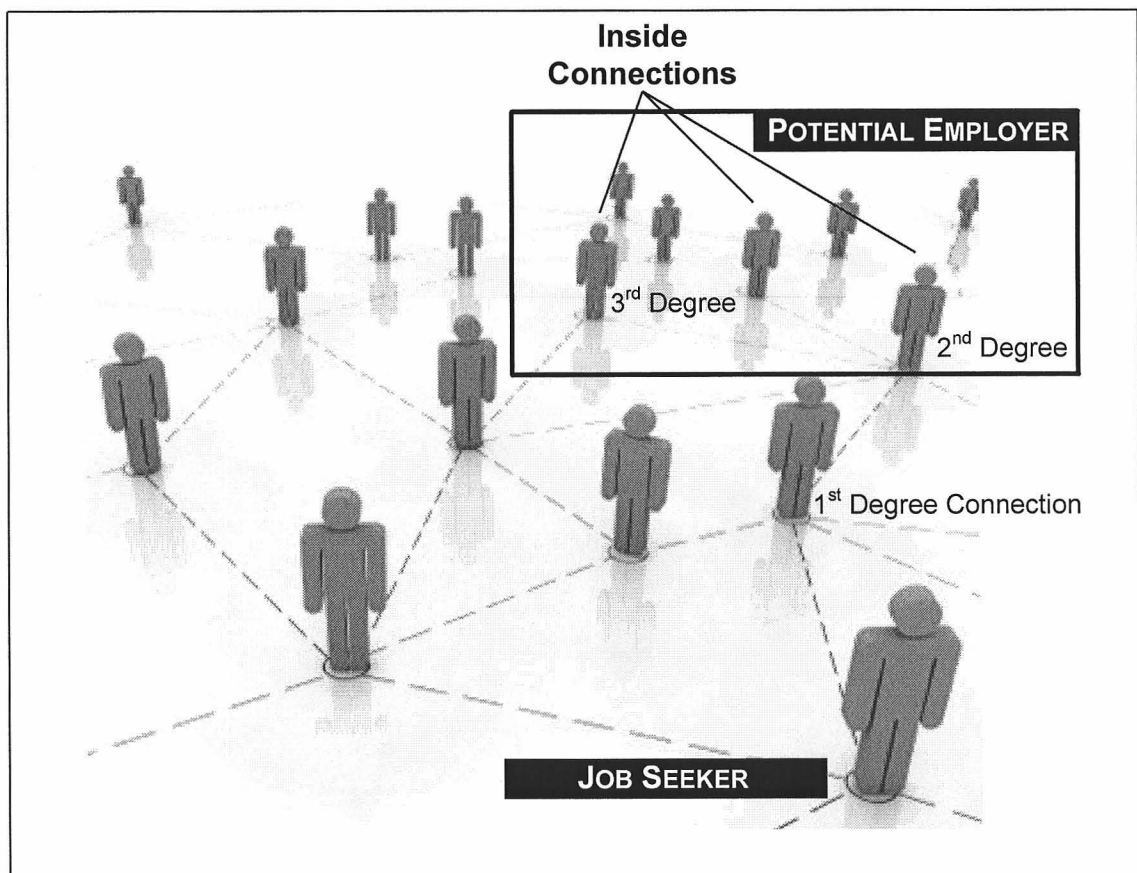 Inside
Connections
POTENTIAL EMPLOYER
3rd Degree
2nd Degree
1st Degree Connection
JOB SEEKER